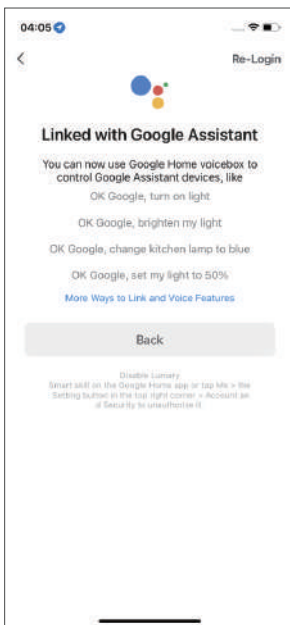 04:05
Re-Login
Linked with Google Assistant
You can now use Google Home voicebox to
control Google Assistant devices, like
OK Google, turn on light
OK Google, brighten my light
OK Google, change kitchen lamp to blue
OK Google, set my light to 50%
More Ways to Link and Voice Features
Back
Disable Lumary
Smart skill on the Google Home app or tap Me > the
Setting button in the top right corner > Account an
d Security to unauthorise it